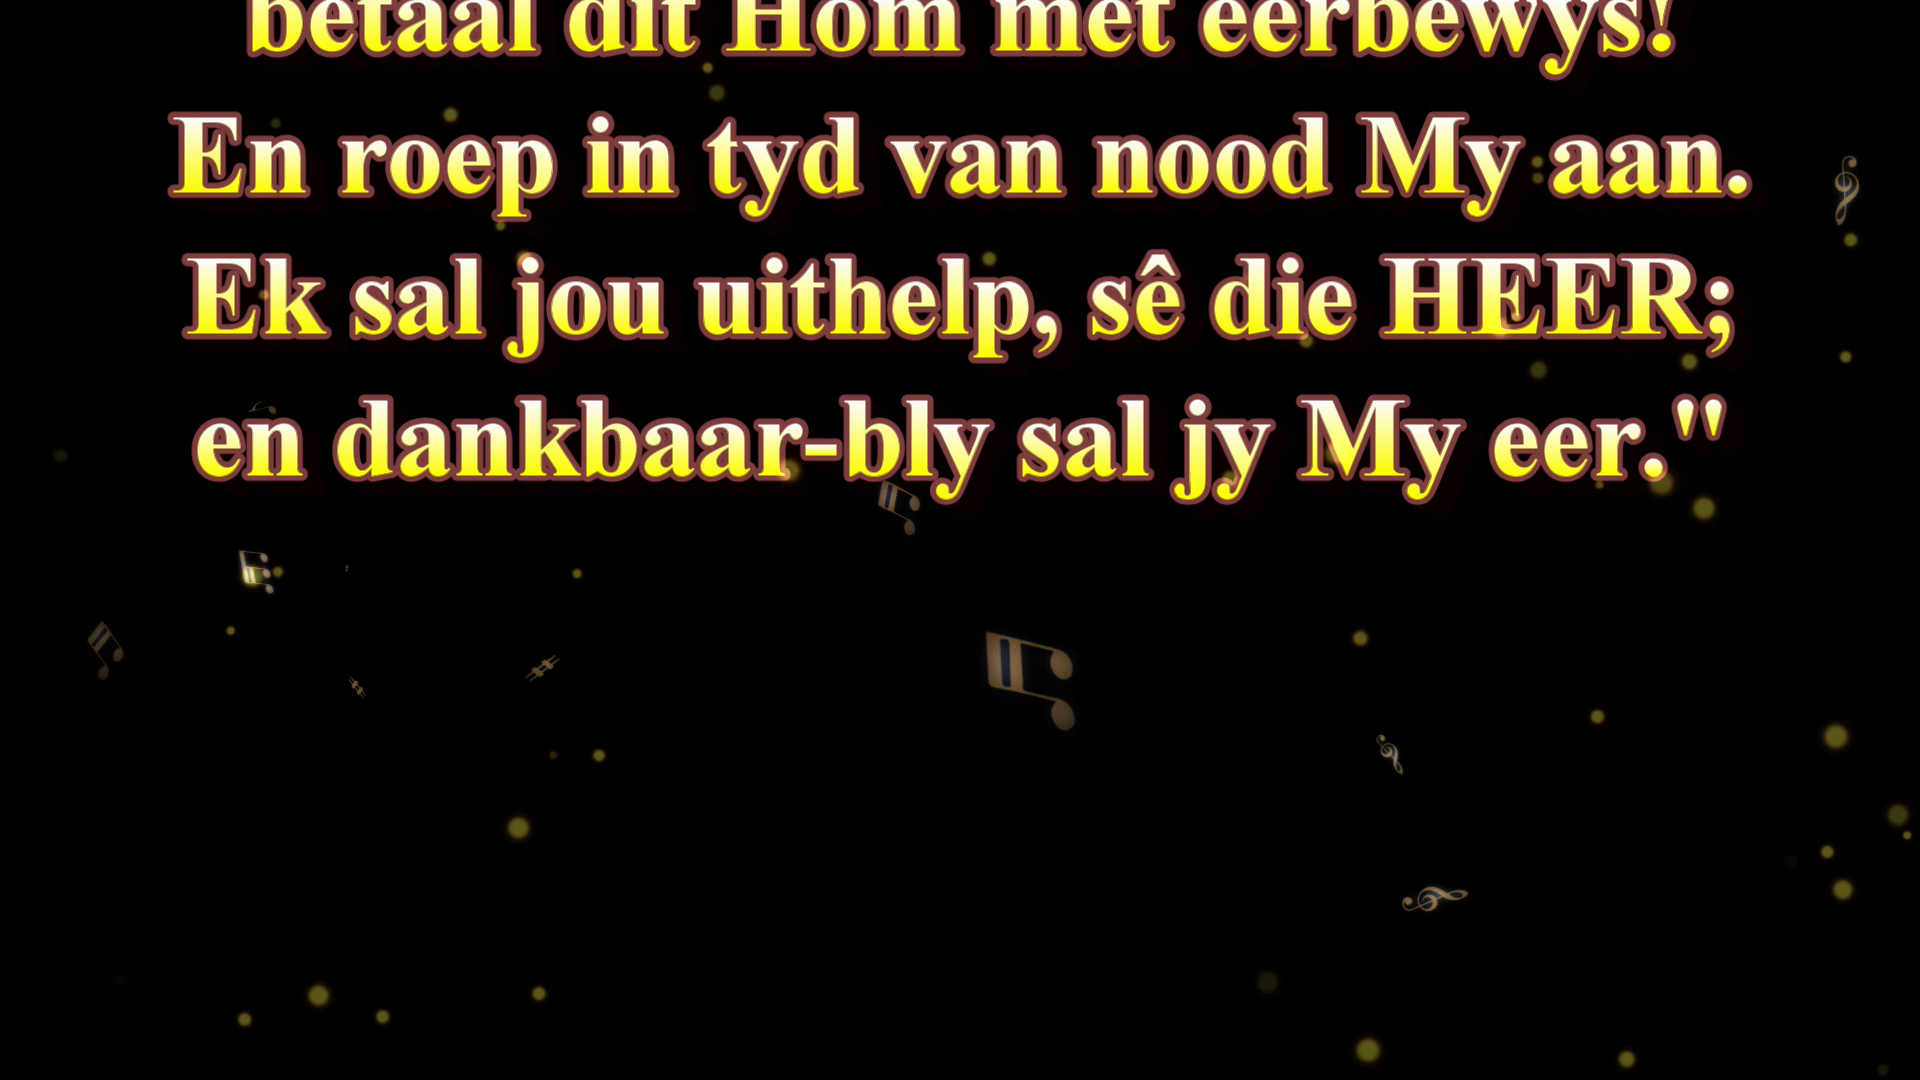 betaal dit Hom met eerbewys!
En roep in tyd van nood My aan.
Ek sal jou uithelp, sê die HEER;
en dankbaar-bly sal jy My eer."